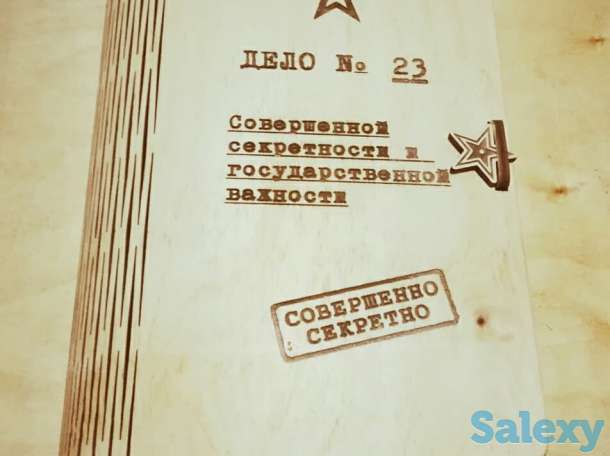 ДЕЛО № 23
Совершенной
секретности и
государственной
важности
СОВЕРШЕННО
СЕКРЕТНО
Salexy